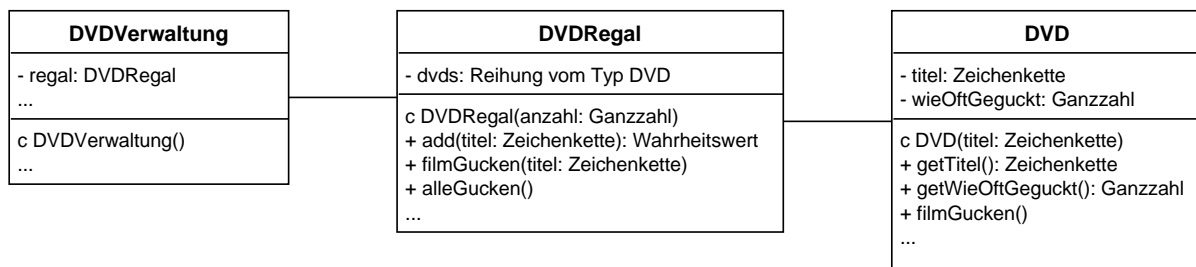 DVDVerwaltung
- regal: DVDRegal
...
c DVDVerwaltung()
...
DVDRegal
- dvds: Reihung vom Typ DVD
c DVDRegal(anzahl: Ganzzahl)
+ add(titel: Zeichenkette): Wahrheitswert
+ filmGucken(titel: Zeichenkette)
+ alleGucken()
...
DVD
- titel: Zeichenkette
- wieOftGeguckt: Ganzzahl
c DVD(titel: Zeichenkette)
+ getTitel(): Zeichenkette
+ getWieOftGeguckt(): Ganzzahl
+ filmGucken()
...